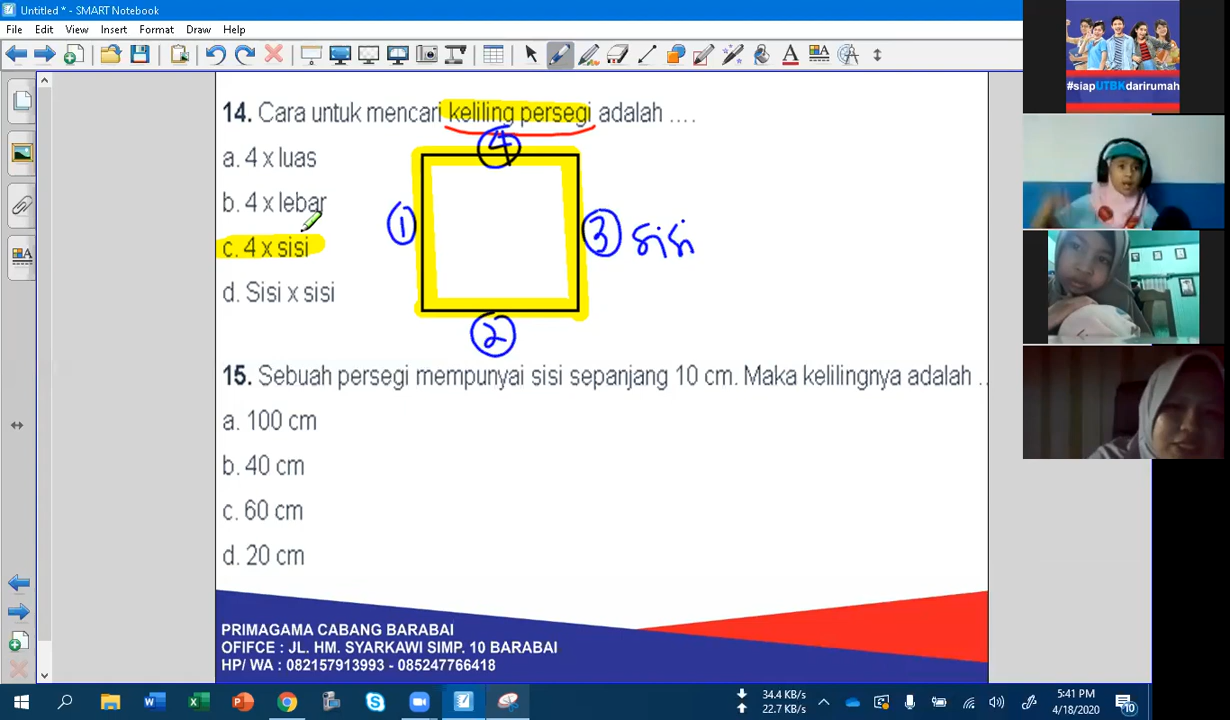 Untitled * - SMART Notebook
File Edit View Insert Format Draw Help
#siapUTBKdarirumah
14. Cara untuk mencari keliling persegi adalah ....
a. 4 x luas
b. 4 x lebar
c. 4 x sisi
d. Sisi x sisi
4
1
3 sisi
2
15. Sebuah persegi mempunyai sisi sepanjang 10 cm. Maka kelilingnya adalah ..
a. 100 cm
b. 40 cm
c. 60 cm
d. 20 cm
PRIMAGAMA CABANG BARABAI
OFIFCE : JL. HM. SYARKAWI SIMP. 10 BARABAI
HP/ WA : 082157913993 - 085247766418
34.4 KB/s
22.7 KB/s
5:41 PM
4/18/2020
10